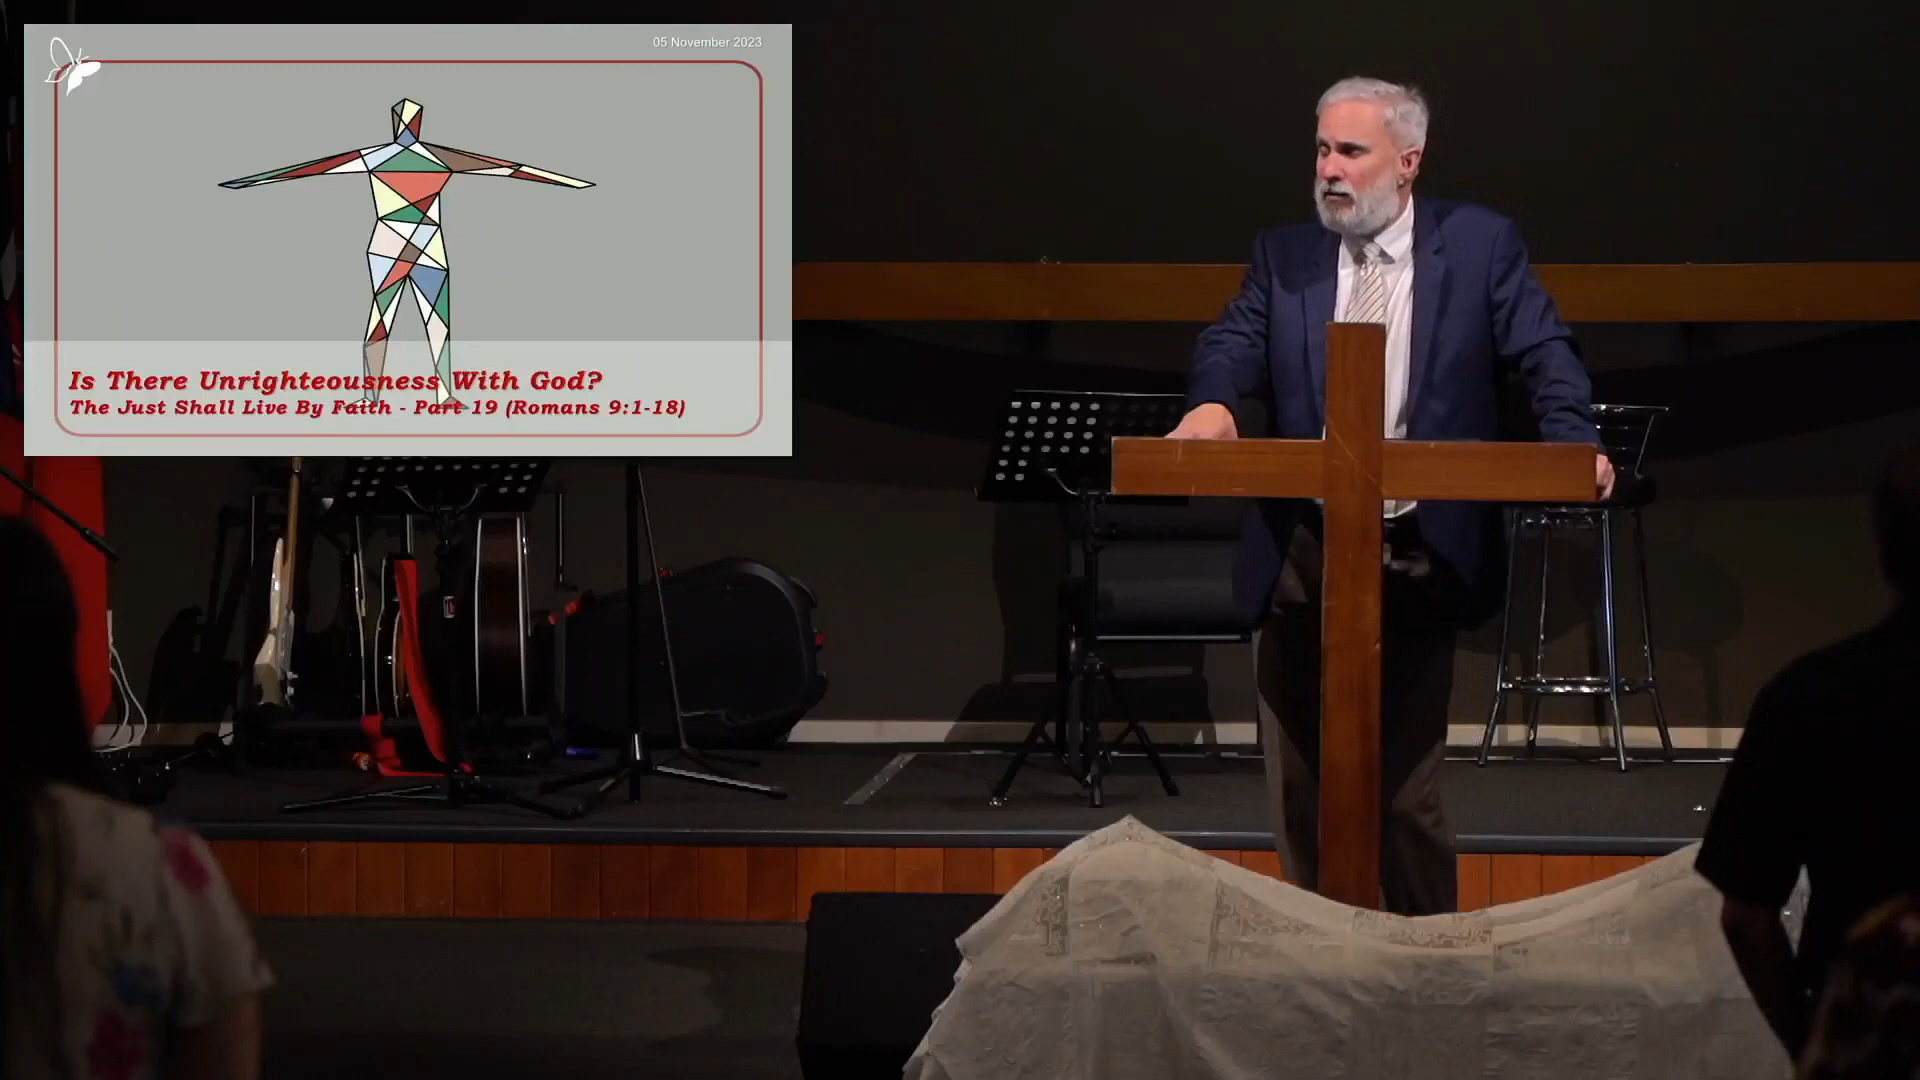 05 November 2023
Is There Unrighteousness With God?
The Just Shall Live By Faith - Part 19 (Romans 9:1-18)